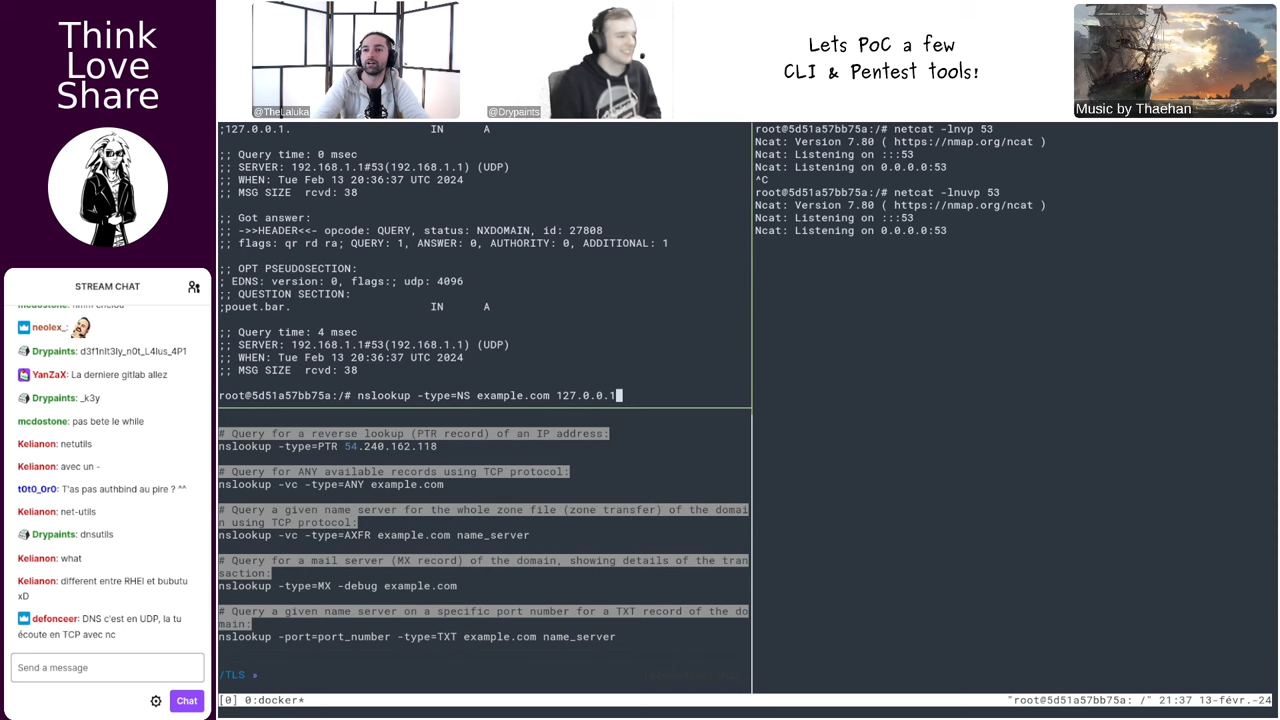 Think
Love
Share
@TheLaluka
@Drypaints
Lets PoC a few
CLI & Pentest tools!
Music by Thaehan
STREAM CHAT
neolex_:
Drypaints: d3f1nlt3ly_n0t_L4lus_4P1
YanZaX: La derniere gitlab allez
Drypaints: _k3y
mcdostone: pas bete le while
Kelianon: netutils
Kelianon: avec un -
t0t0_0r0: T'as pas authbind au pire ? ^^
Kelianon: net-utils
Drypaints: dnsutils
Kelianon: what
Kelianon: different entre RHEl et bubutu
xD
defonceer: DNS c'est en UDP, la tu
écoute en TCP avec nc
Send a message
Chat
;127.0.0.1. IN A
;; Query time: 0 msec
;; SERVER: 192.168.1.1#53(192.168.1.1) (UDP)
;; WHEN: Tue Feb 13 20:36:37 UTC 2024
;; MSG SIZE rcvd: 38
;; Got answer:
;; ->>HEADER<<- opcode: QUERY, status: NXDOMAIN, id: 27808
;; flags: qr rd ra; QUERY: 1, ANSWER: 0, AUTHORITY: 0, ADDITIONAL: 1
;; OPT PSEUDOSECTION:
; EDNS: version: 0, flags:; udp: 4096
;; QUESTION SECTION:
;pouet.bar. IN A
;; Query time: 4 msec
;; SERVER: 192.168.1.1#53(192.168.1.1) (UDP)
;; WHEN: Tue Feb 13 20:36:37 UTC 2024
;; MSG SIZE rcvd: 38
root@5d51a57bb75a:/# nslookup -type=NS example.com 127.0.0.1
# Query for a reverse lookup (PTR record) of an IP address:
nslookup -type=PTR 54.240.162.118
# Query for ANY available records using TCP protocol:
nslookup -vc -type=ANY example.com
# Query a given name server for the whole zone file (zone transfer) of the domai
n using TCP protocol:
nslookup -vc -type=AXFR example.com name_server
# Query for a mail server (MX record) of the domain, showing details of the tran
saction:
nslookup -type=MX -debug example.com
# Query a given name server on a specific port number for a TXT record of the do
main:
nslookup -port=port_number -type=TXT example.com name_server
/TLS »
root@5d51a57bb75a:/# netcat -lnvp 53
Ncat: Version 7.80 ( https://nmap.org/ncat )
Ncat: Listening on :::53
Ncat: Listening on 0.0.0.0:53
^C
root@5d51a57bb75a:/# netcat -lnuvp 53
Ncat: Version 7.80 ( https://nmap.org/ncat )
Ncat: Listening on :::53
Ncat: Listening on 0.0.0.0:53
[0] 0:docker* "root@5d51a57bb75a: /" 21:37 13-févr.-24